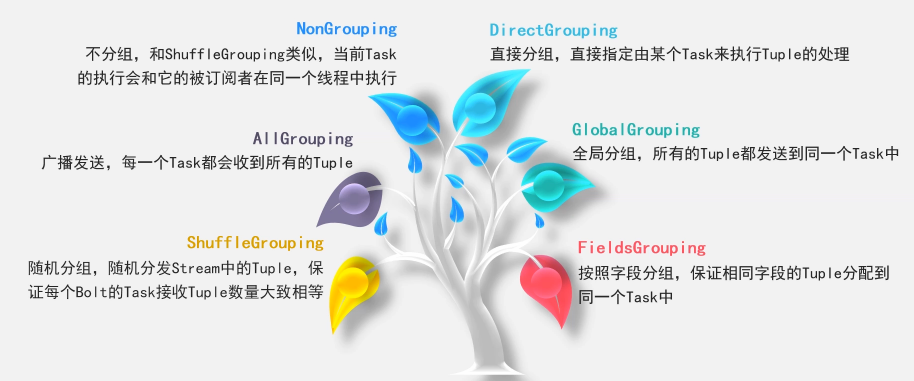 NonGrouping
不分组，和ShuffleGrouping类似，当前Task
的执行会和它的被订阅者在同一个线程中执行
DirectGrouping
直接分组，直接指定由某个Task来执行Tuple的处理
AllGrouping
广播发送，每一个Task都会收到所有的Tuple
GlobalGrouping
全局分组，所有的Tuple都发送到同一个Task中
ShuffleGrouping
随机分组，随机分发Stream中的Tuple，保
证每个Bolt的Task接收Tuple数量大致相等
FieldsGrouping
按照字段分组，保证相同字段的Tuple分配到
同一个Task中